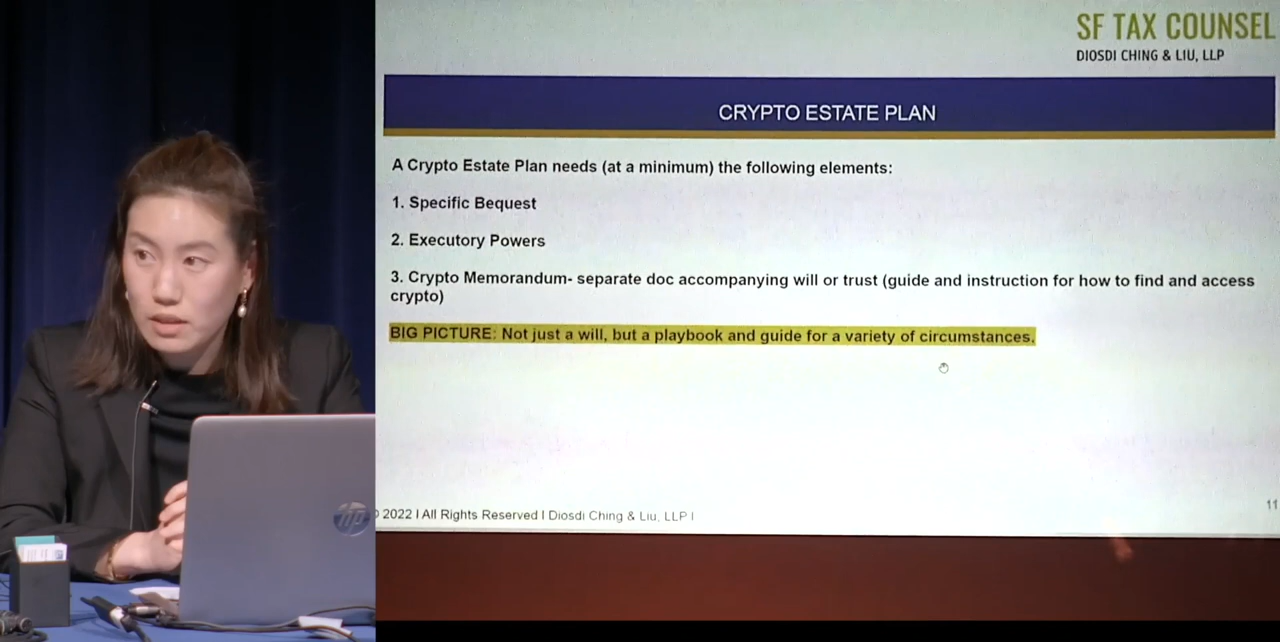 SF TAX COUNSEL
DIOSDI CHING & LIU, LLP
CRYPTO ESTATE PLAN
A Crypto Estate Plan needs (at a minimum) the following elements:
1. Specific Bequest
2. Executory Powers
3. Crypto Memorandum- separate doc accompanying will or trust (guide and instruction for how to find and access
crypto)
BIG PICTURE: Not just a will, but a playbook and guide for a variety of circumstances.
© 2022 I All Rights Reserved I Diosdi Ching & Liu, LLP I
11
hp